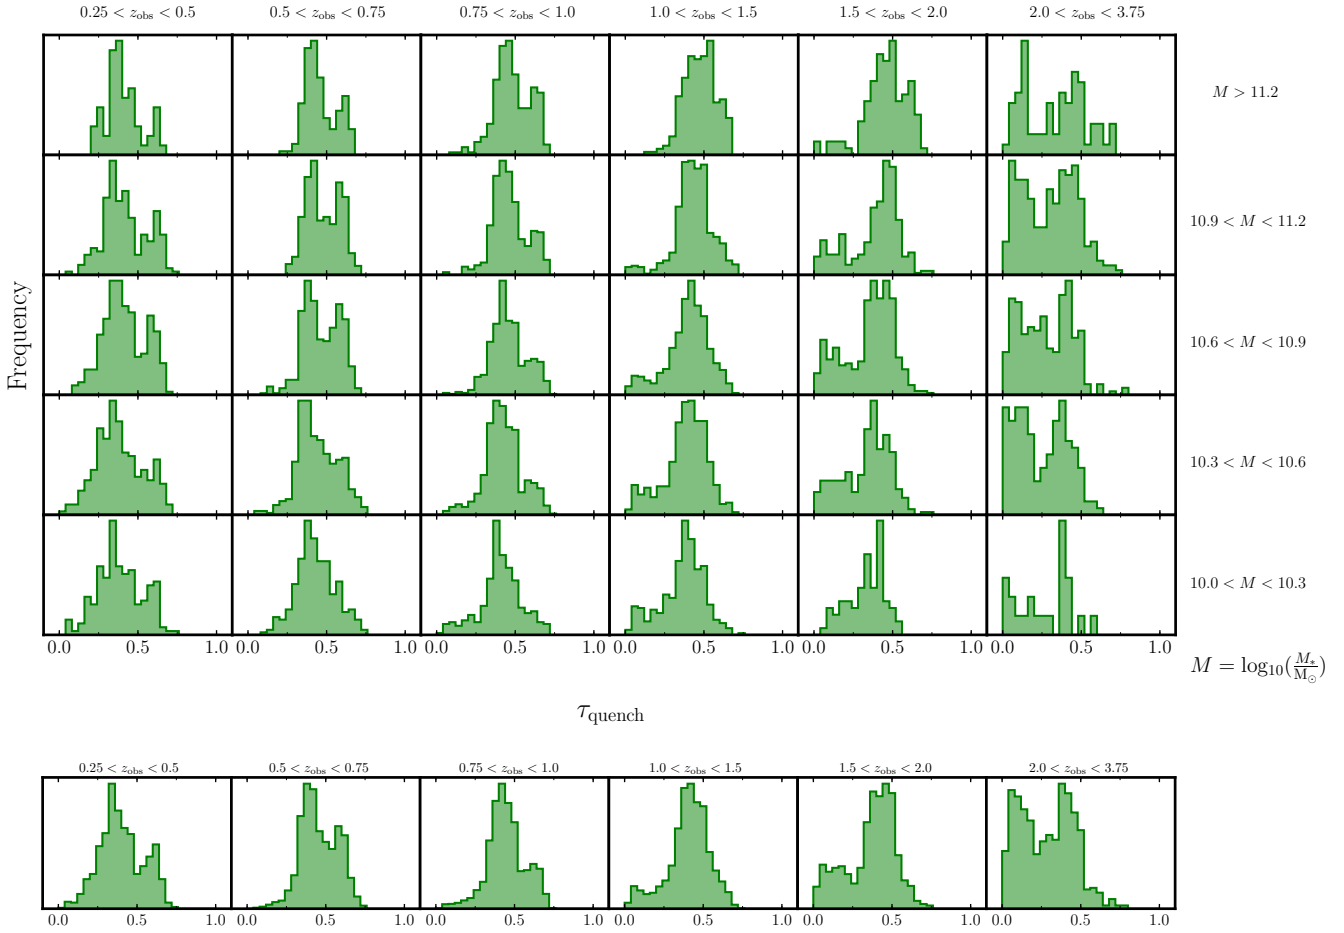 0.25 < z_obs < 0.5 0.5 < z_obs < 0.75 0.75 < z_obs < 1.0 1.0 < z_obs < 1.5 1.5 < z_obs < 2.0 2.0 < z_obs < 3.75
M > 11.2
10.9 < M < 11.2
Frequency
10.6 < M < 10.9
10.3 < M < 10.6
10.0 < M < 10.3
0.0 0.5 1.0 0.0 0.5 1.0 0.0 0.5 1.0 0.0 0.5 1.0 0.0 0.5 1.0 0.0 0.5 1.0
M = log₁₀(M_*/M_☉)
τ_quench
0.25 < z_obs < 0.5 0.5 < z_obs < 0.75 0.75 < z_obs < 1.0 1.0 < z_obs < 1.5 1.5 < z_obs < 2.0 2.0 < z_obs < 3.75
0.0 0.5 1.0 0.0 0.5 1.0 0.0 0.5 1.0 0.0 0.5 1.0 0.0 0.5 1.0 0.0 0.5 1.0